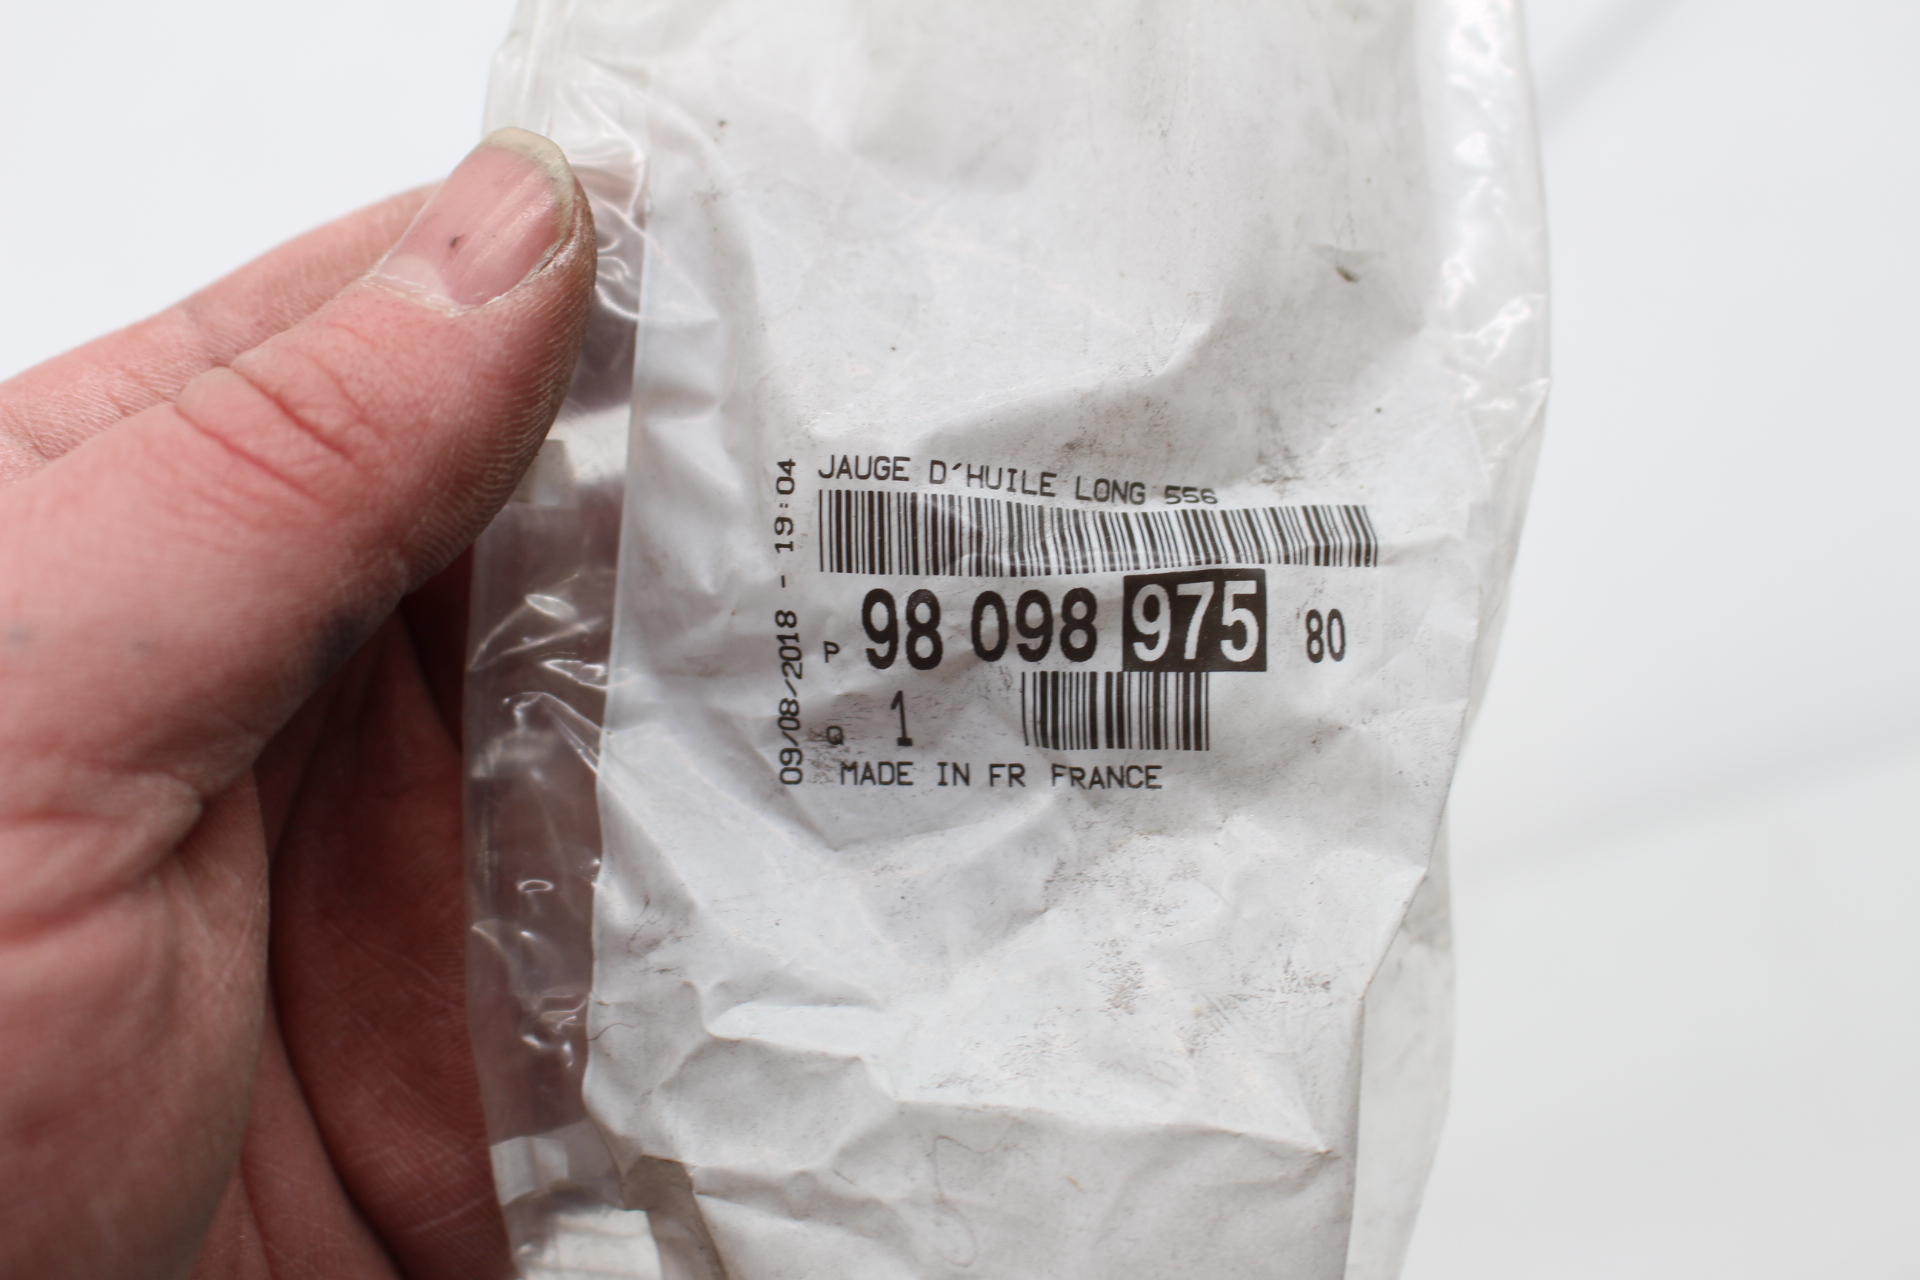 JAUGE D'HUILE LONG 556
P 98 098 975 80
Q 1
MADE IN FR FRANCE
09/08/2018 - 19:04